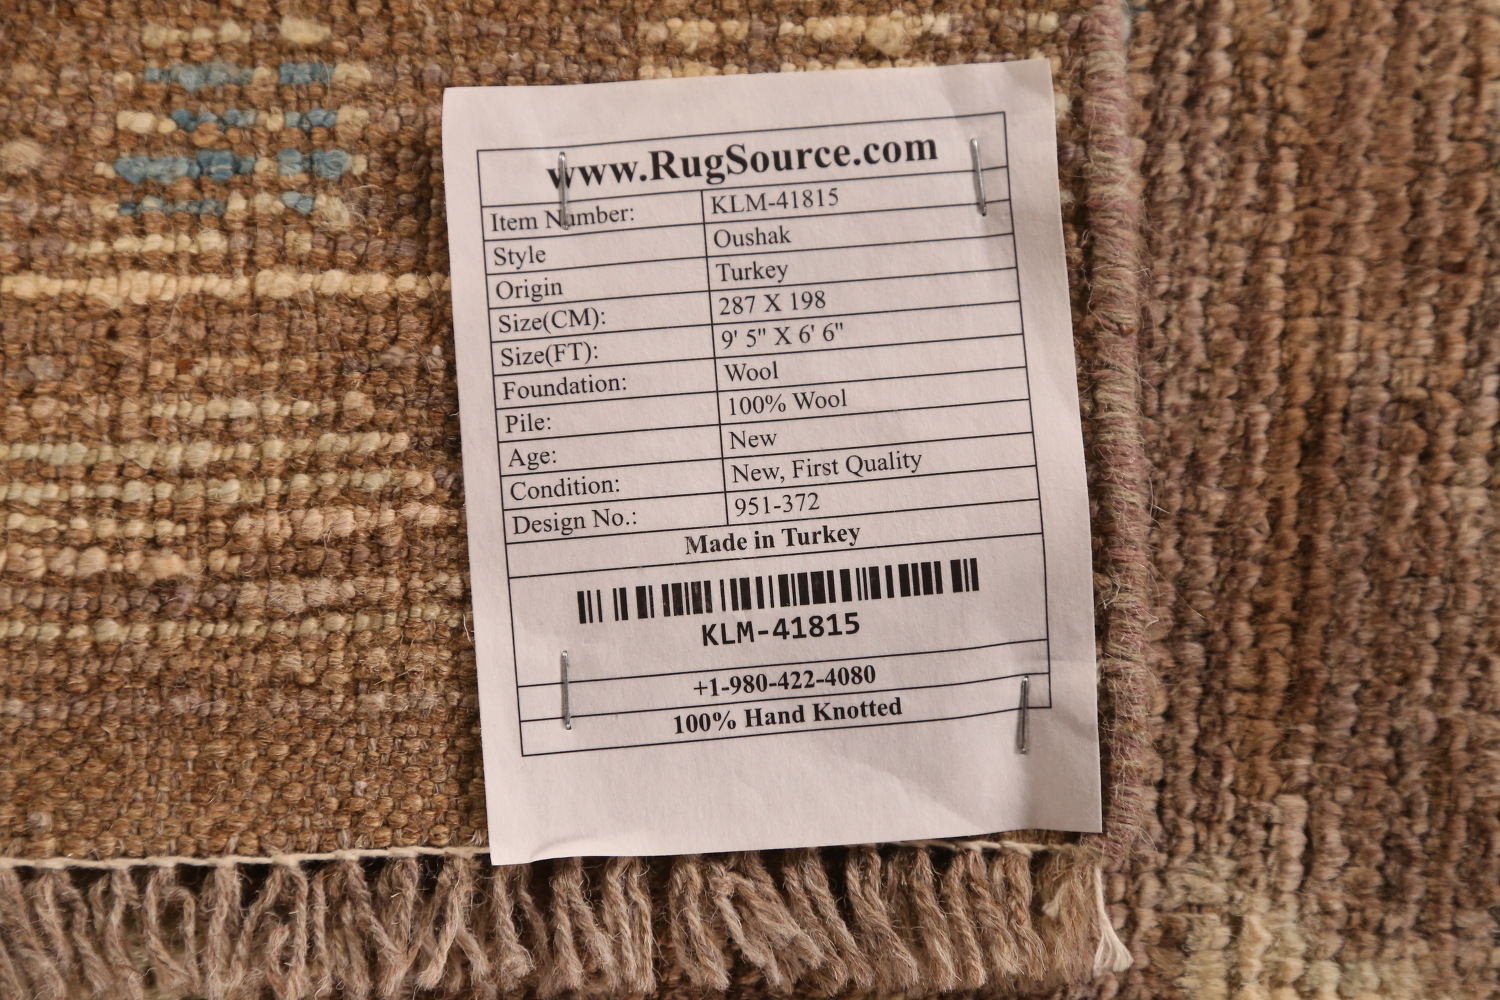 www.RugSource.com
Item Number: KLM-41815
Style Oushak
Origin Turkey
Size(CM): 287 X 198
Size(FT): 9' 5" X 6' 6"
Foundation: Wool
Pile: 100% Wool
Age: New
Condition: New, First Quality
Design No.: 951-372
Made in Turkey
KLM-41815
+1-980-422-4080
100% Hand Knotted